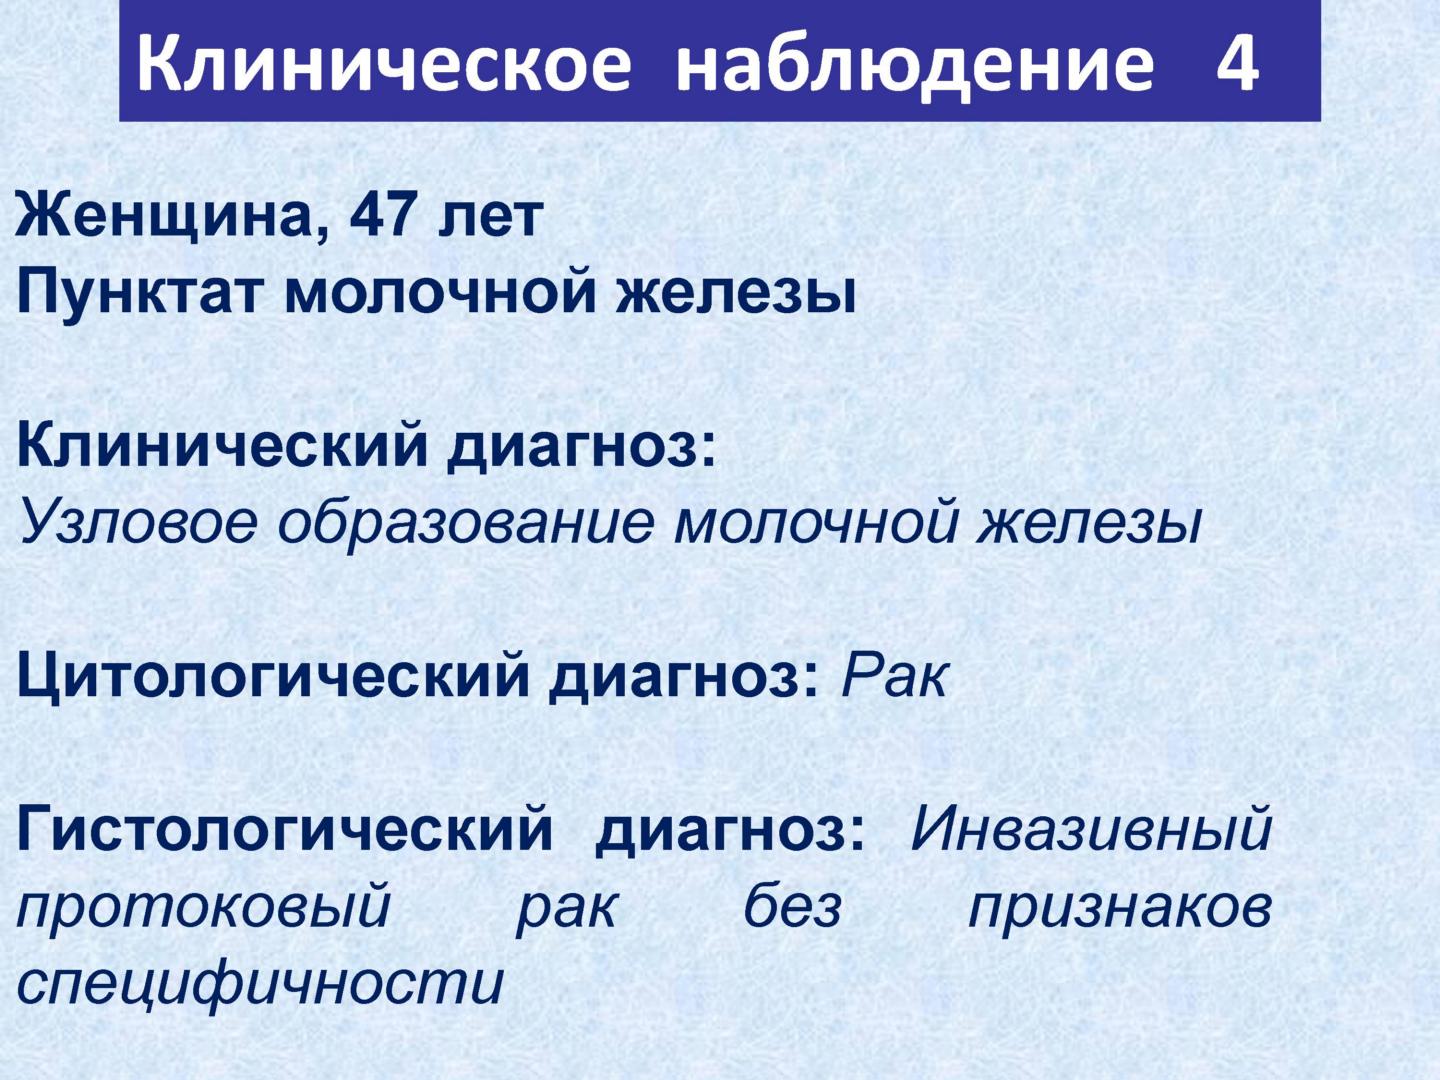 Клиническое наблюдение 4
Женщина, 47 лет
Пунктат молочной железы
Клинический диагноз:
Узловое образование молочной железы
Цитологический диагноз: Рак
Гистологический диагноз: Инвазивный
протоковый рак без признаков
специфичности